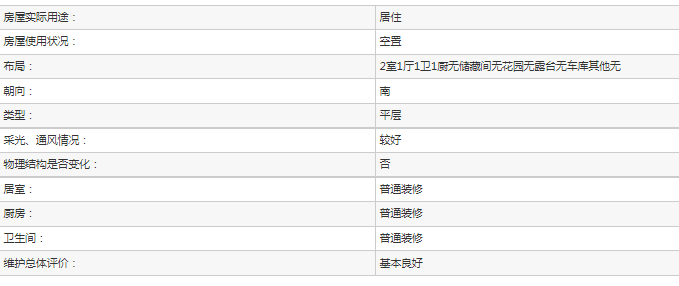 房屋实际用途： 居住
房屋使用状况： 空置
布局： 2室1厅1卫1厨无储藏间无花园无露台无车库其他无
朝向： 南
类型： 平层
采光、通风情况： 较好
物理结构是否变化： 否
居室： 普通装修
厨房： 普通装修
卫生间： 普通装修
维护总体评价： 基本良好